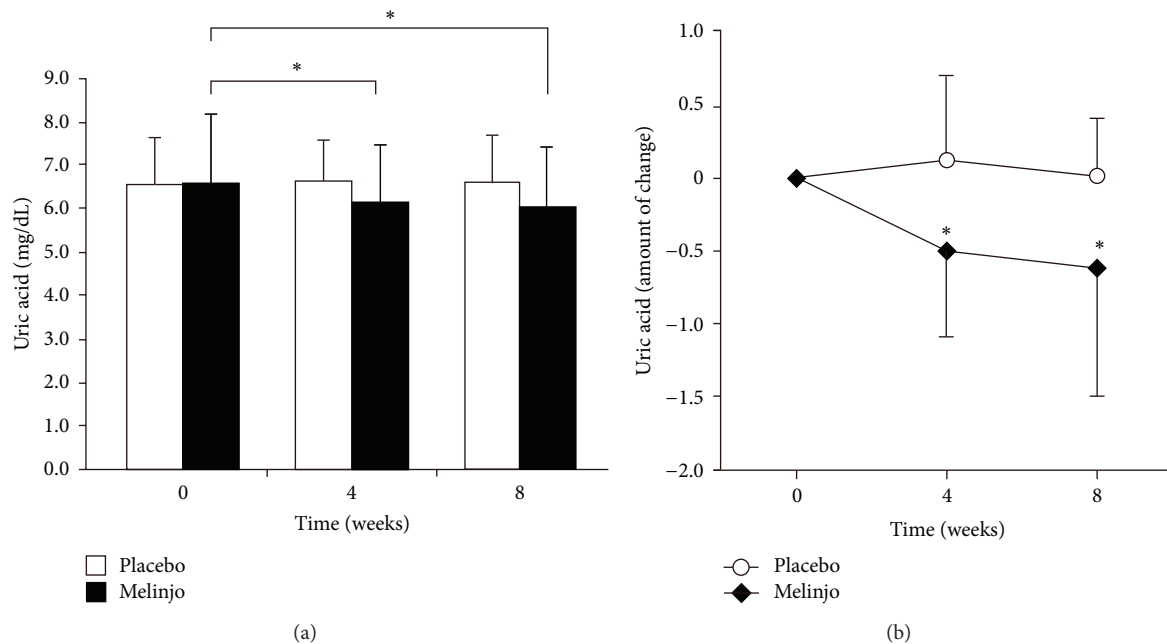 *
*
9.0
8.0
7.0
6.0
5.0
4.0
3.0
2.0
1.0
0.0
Uric acid (mg/dL)
0 4 8
Time (weeks)
Placebo
Melinjo
(a)
1.0
0.5
0
−0.5
−1.0
−1.5
−2.0
Uric acid (amount of change)
*
*
0 4 8
Time (weeks)
Placebo
Melinjo
(b)